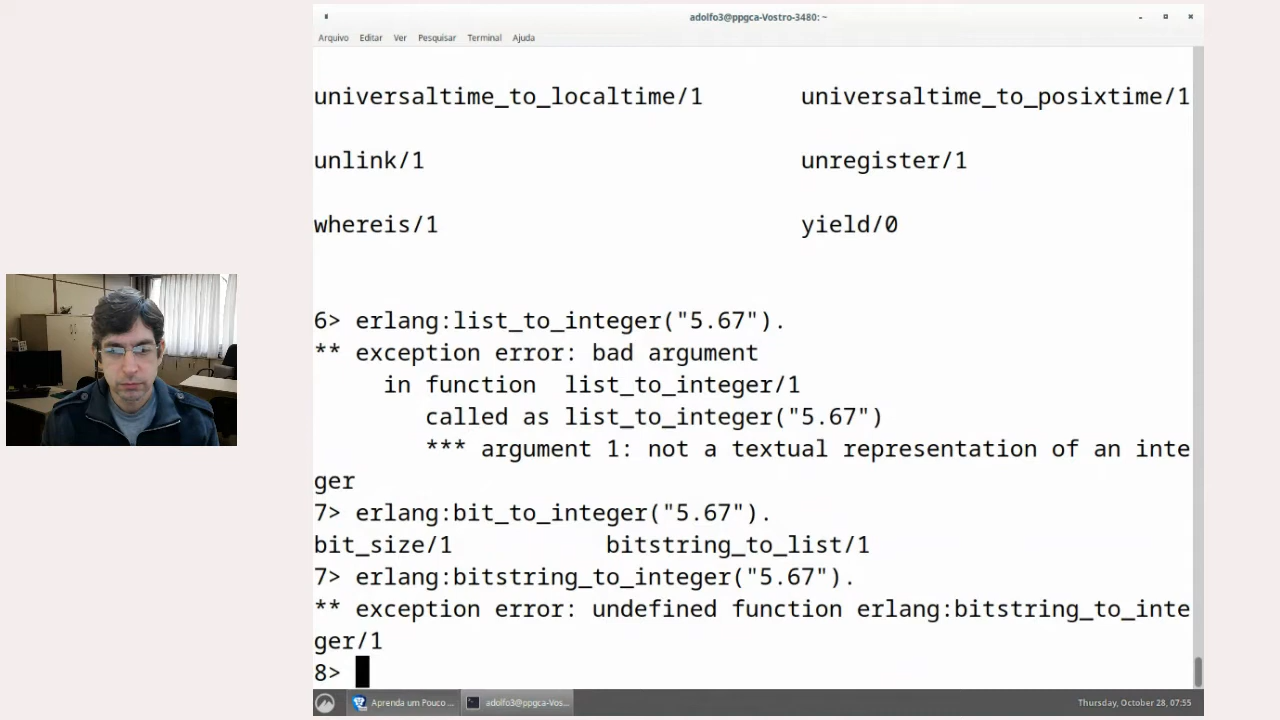 adolfo3@ppgca-Vostro-3480: ~
Arquivo Editar Ver Pesquisar Terminal Ajuda
universaltime_to_localtime/1 universaltime_to_posixtime/1
unlink/1 unregister/1
whereis/1 yield/0
6> erlang:list_to_integer("5.67").
** exception error: bad argument
in function list_to_integer/1
called as list_to_integer("5.67")
*** argument 1: not a textual representation of an inte
ger
7> erlang:bit_to_integer("5.67").
bit_size/1 bitstring_to_list/1
7> erlang:bitstring_to_integer("5.67").
** exception error: undefined function erlang:bitstring_to_inte
ger/1
8>
Aprenda um Pouco ... adolfo3@ppgca-Vos... Thursday, October 28, 07:55